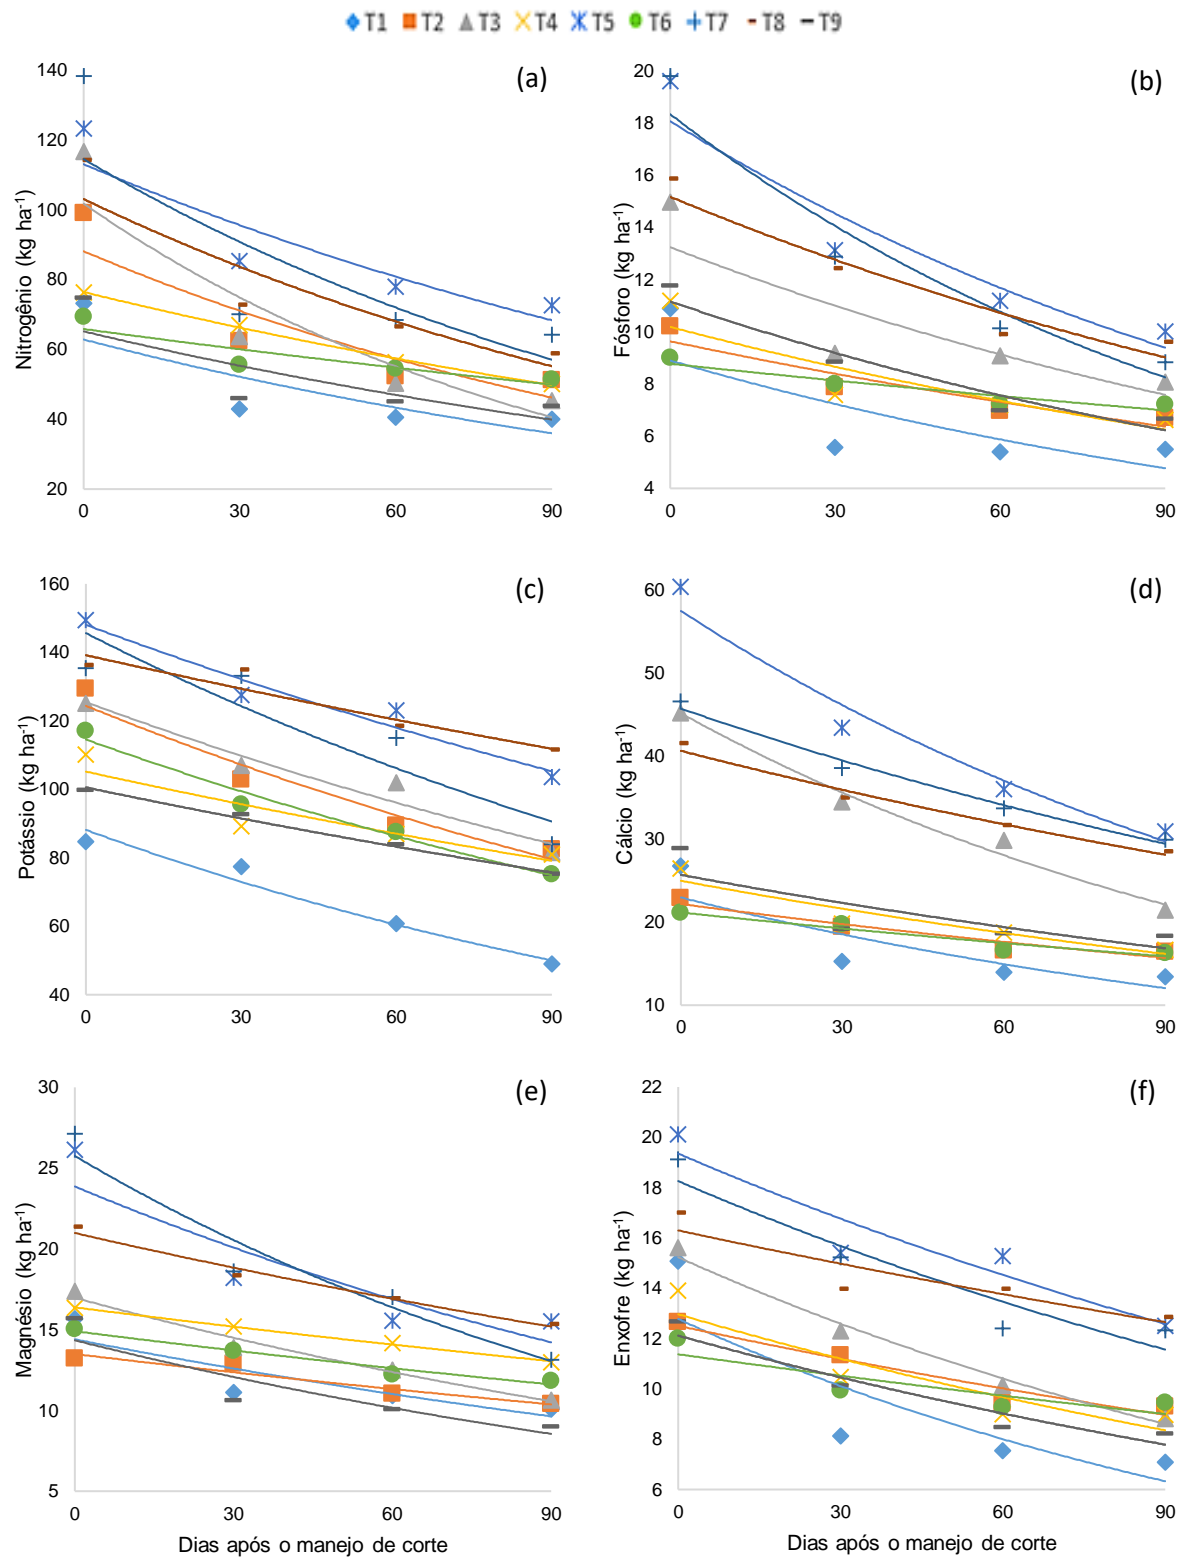 T1 T2 T3 T4 T5 T6 T7 T8 T9
(a)
Nitrogênio (kg ha-1)
140
120
100
80
60
40
20
0 30 60 90
(b)
Fósforo (kg ha-1)
20
18
16
14
12
10
8
6
4
0 30 60 90
(c)
Potássio (kg ha-1)
160
140
120
100
80
60
40
0 30 60 90
(d)
Cálcio (kg ha-1)
60
50
40
30
20
10
0 30 60 90
(e)
Magnésio (kg ha-1)
30
25
20
15
10
5
0 30 60 90
Dias após o manejo de corte
(f)
Enxofre (kg ha-1)
22
20
18
16
14
12
10
8
6
0 30 60 90
Dias após o manejo de corte